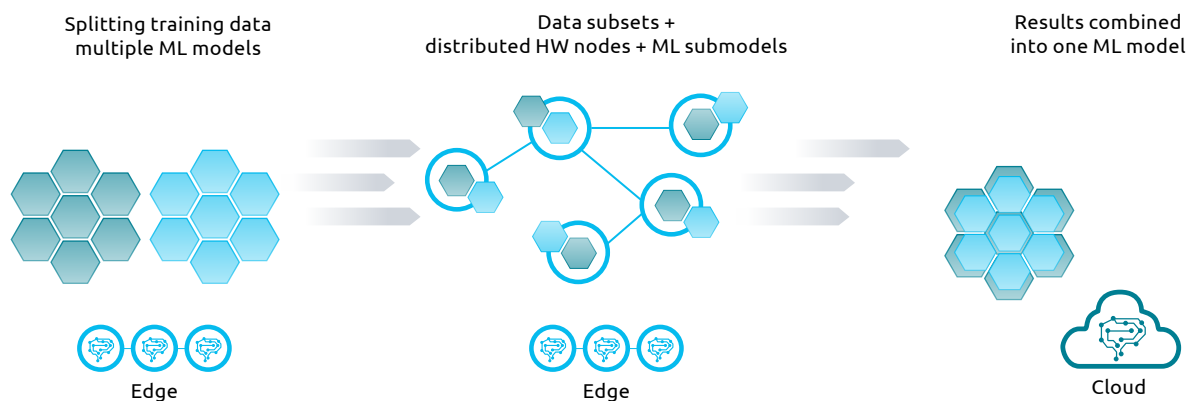 Splitting training data
multiple ML models
Data subsets +
distributed HW nodes + ML submodels
Results combined
into one ML model
Edge
Edge
Cloud